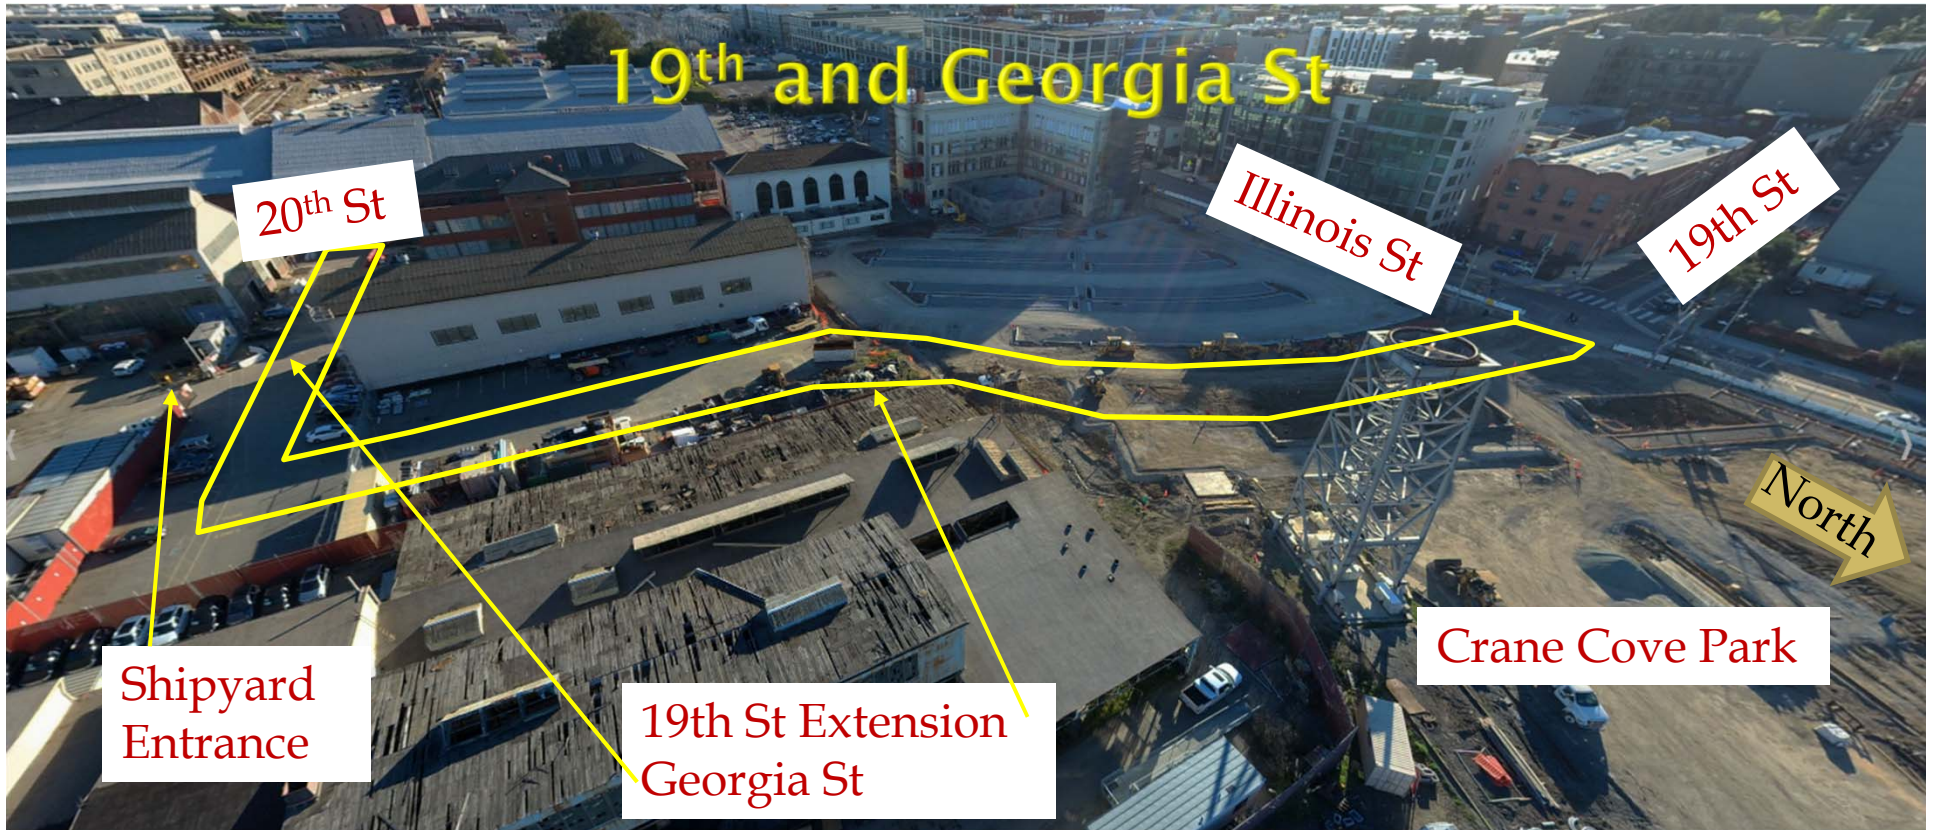 19th and Georgia St
20th St
Illinois St
19th St
North
Crane Cove Park
Shipyard
Entrance
19th St Extension
Georgia St